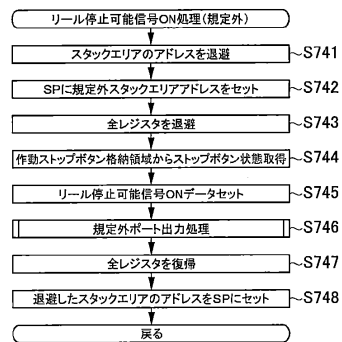 リール停止可能信号ON処理(規定外)
スタックエリアのアドレスを退避 S741
SPに規定外スタックエリアアドレスをセット S742
全レジスタを退避 S743
作動ストップボタン格納領域からストップボタン状態取得 S744
リール停止可能信号ONデータセット S745
規定外ポート出力処理 S746
全レジスタを復帰 S747
退避したスタックエリアのアドレスをSPにセット S748
戻る